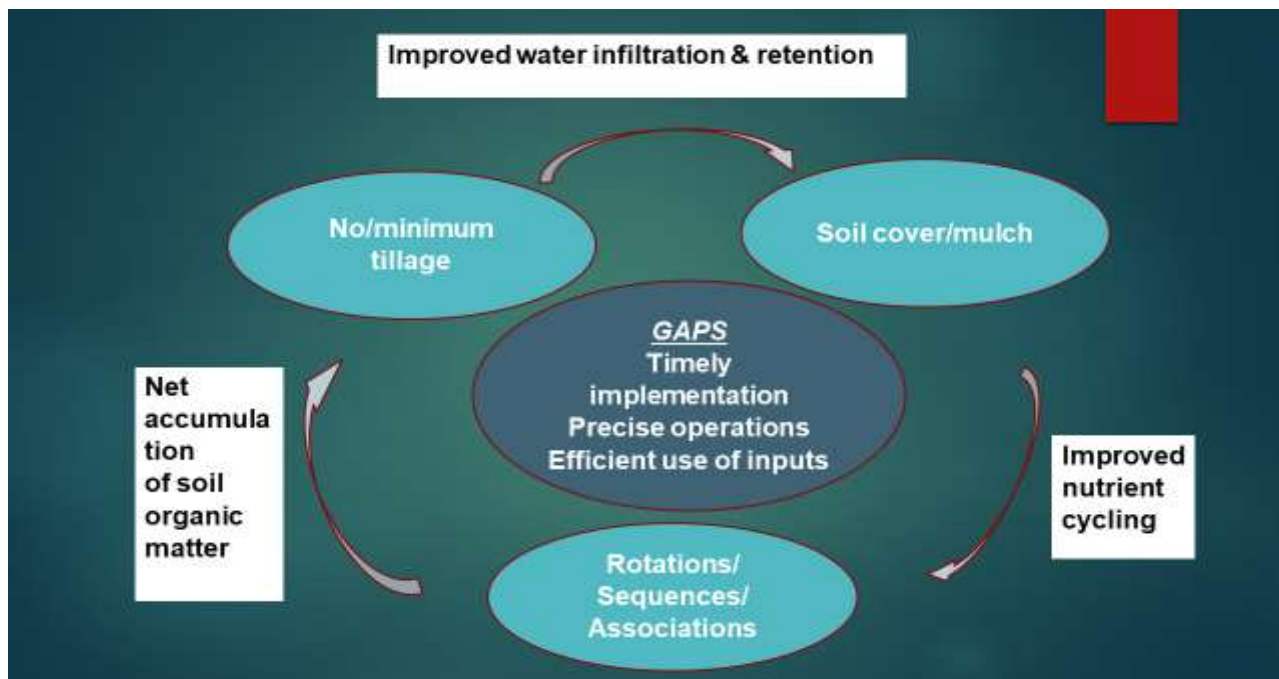 Improved water infiltration & retention
No/minimum
tillage
Soil cover/mulch
GAPS
Timely
implementation
Precise operations
Efficient use of inputs
Net
accumula
tion
of soil
organic
matter
Improved
nutrient
cycling
Rotations/
Sequences/
Associations